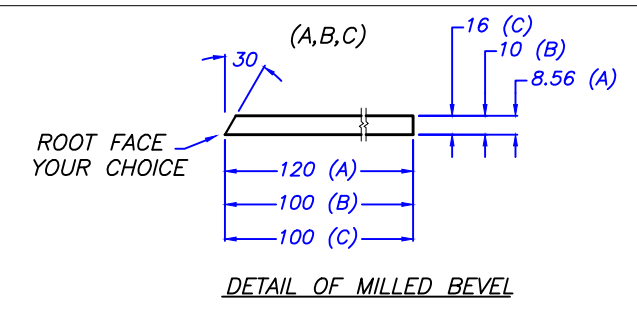 (A,B,C)
16 (C)
10 (B)
8.56 (A)
30
ROOT FACE
YOUR CHOICE
120 (A)
100 (B)
100 (C)
DETAIL OF MILLED BEVEL